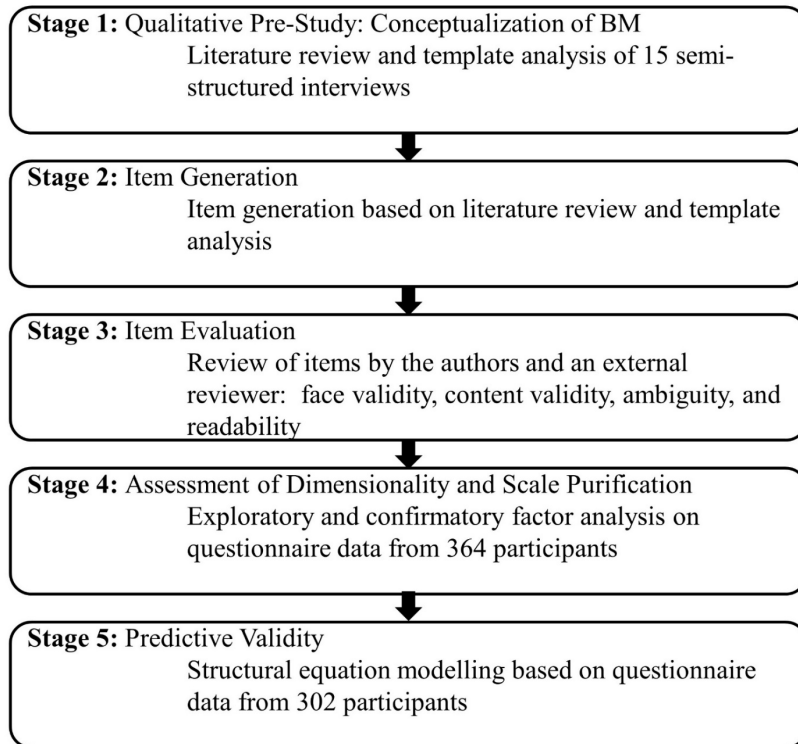 Stage 1: Qualitative Pre-Study: Conceptualization of BM
Literature review and template analysis of 15 semi-
structured interviews
Stage 2: Item Generation
Item generation based on literature review and template
analysis
Stage 3: Item Evaluation
Review of items by the authors and an external
reviewer:  face validity, content validity, ambiguity, and
readability
Stage 4: Assessment of Dimensionality and Scale Purification
Exploratory and confirmatory factor analysis on
questionnaire data from 364 participants
Stage 5: Predictive Validity
Structural equation modelling based on questionnaire
data from 302 participants